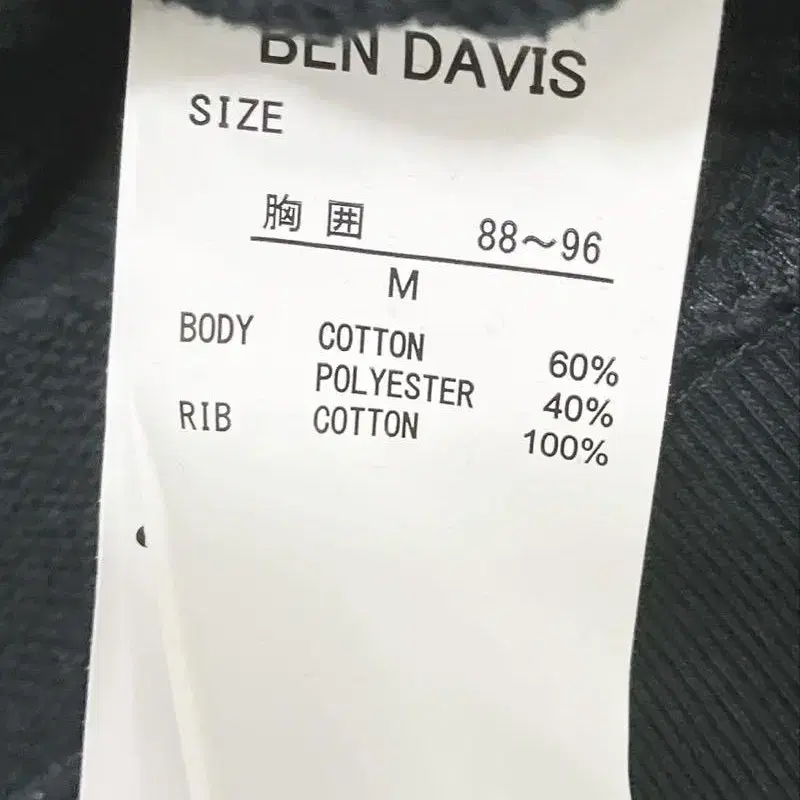 BEN DAVIS
SIZE
胸囲 88〜96
M
BODY COTTON 60%
POLYESTER 40%
RIB COTTON 100%